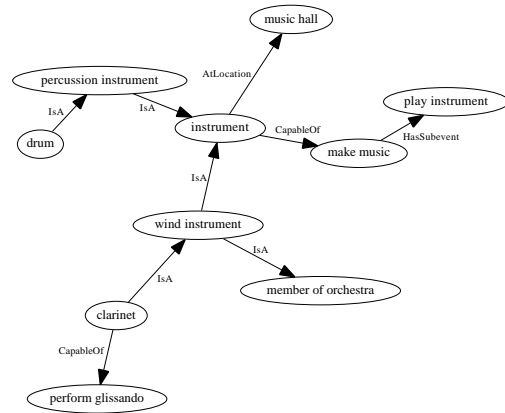 music hall
AtLocation
percussion instrument
play instrument
IsA
IsA
instrument
CapableOf
HasSubevent
drum
make music
IsA
wind instrument
IsA
member of orchestra
IsA
clarinet
CapableOf
perform glissando